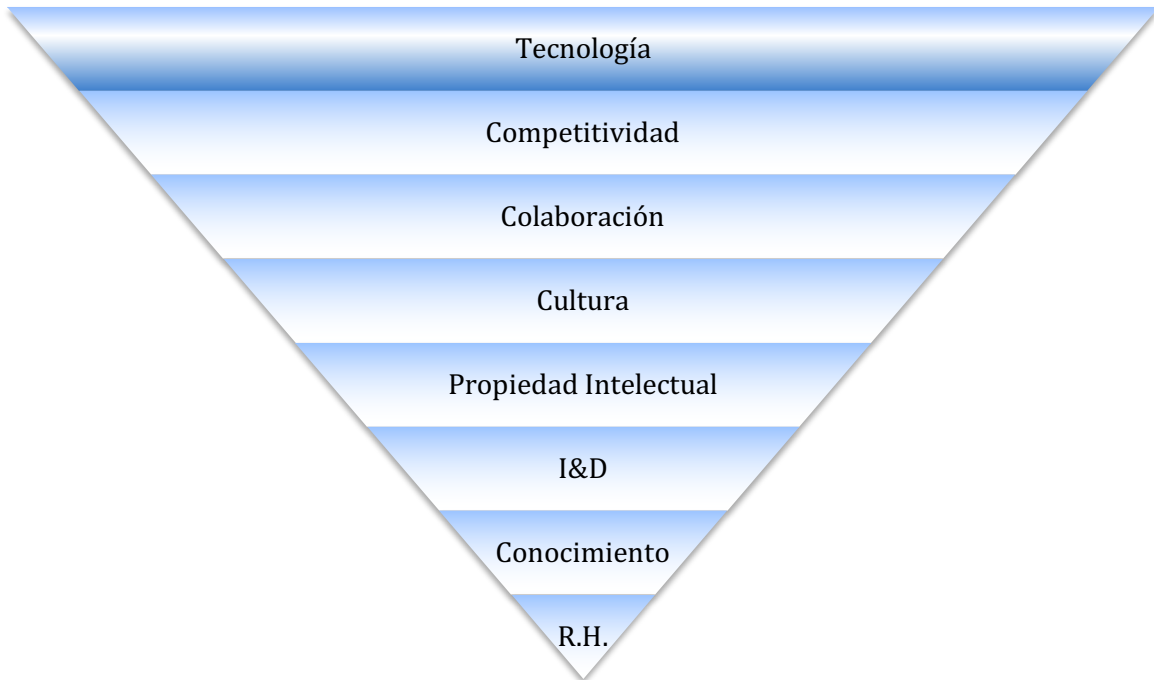 Tecnología
Competitividad
Colaboración
Cultura
Propiedad Intelectual
I&D
Conocimiento
R.H.